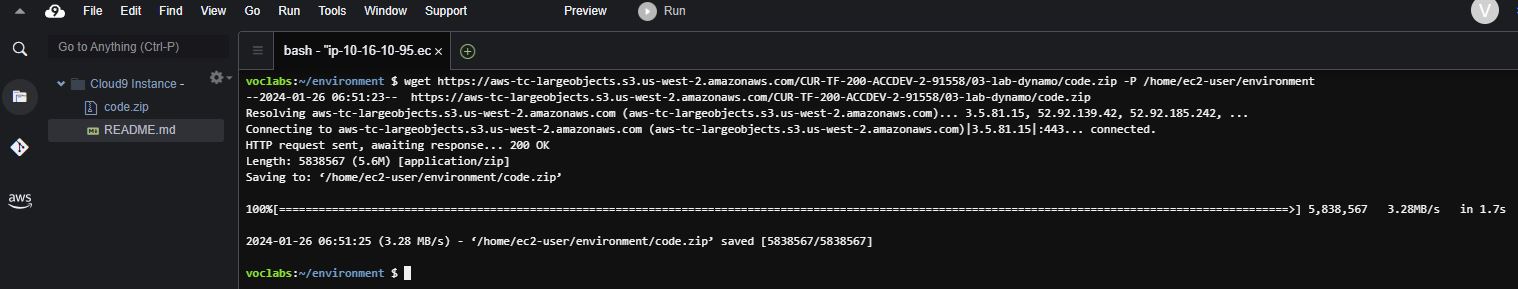 9 File Edit Find View Go Run Tools Window Support Preview Run V
Go to Anything (Ctrl-P)
bash - "ip-10-16-10-95.ec ×
Cloud9 Instance -
code.zip
README.md
aws
voclabs:~/environment $ wget https://aws-tc-largeobjects.s3.us-west-2.amazonaws.com/CUR-TF-200-ACCDEV-2-91558/03-lab-dynamo/code.zip -P /home/ec2-user/environment
--2024-01-26 06:51:23--  https://aws-tc-largeobjects.s3.us-west-2.amazonaws.com/CUR-TF-200-ACCDEV-2-91558/03-lab-dynamo/code.zip
Resolving aws-tc-largeobjects.s3.us-west-2.amazonaws.com (aws-tc-largeobjects.s3.us-west-2.amazonaws.com)... 3.5.81.15, 52.92.139.42, 52.92.185.242, ...
Connecting to aws-tc-largeobjects.s3.us-west-2.amazonaws.com (aws-tc-largeobjects.s3.us-west-2.amazonaws.com)|3.5.81.15|:443... connected.
HTTP request sent, awaiting response... 200 OK
Length: 5838567 (5.6M) [application/zip]
Saving to: ‘/home/ec2-user/environment/code.zip’
100%[=====================================================================================================================================================>] 5,838,567   3.28MB/s   in 1.7s
2024-01-26 06:51:25 (3.28 MB/s) - ‘/home/ec2-user/environment/code.zip’ saved [5838567/5838567]
voclabs:~/environment $